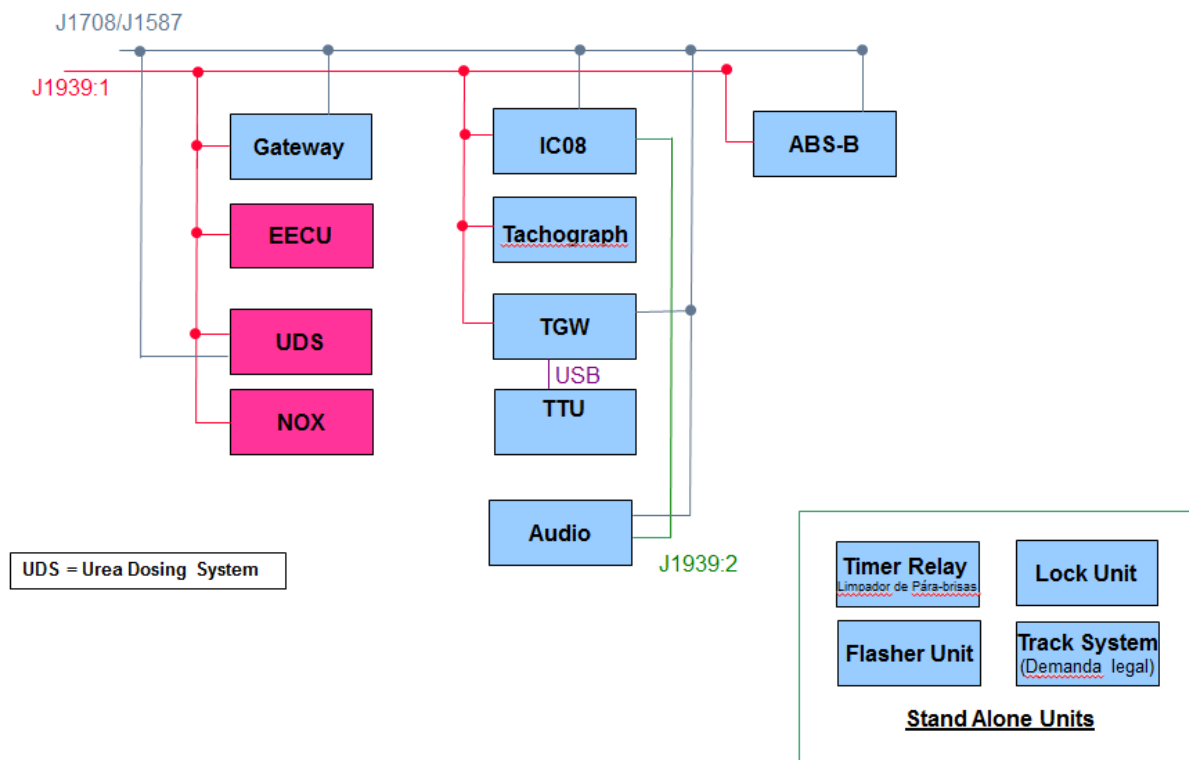 J1708/J1587
J1939:1
Gateway
EECU
UDS
NOX
IC08
Tachograph
TGW
USB
TTU
Audio
J1939:2
ABS-B
UDS = Urea Dosing System
Timer Relay
Limpador de Pára-brisas
Lock Unit
Flasher Unit
Track System
(Demanda legal)
Stand Alone Units